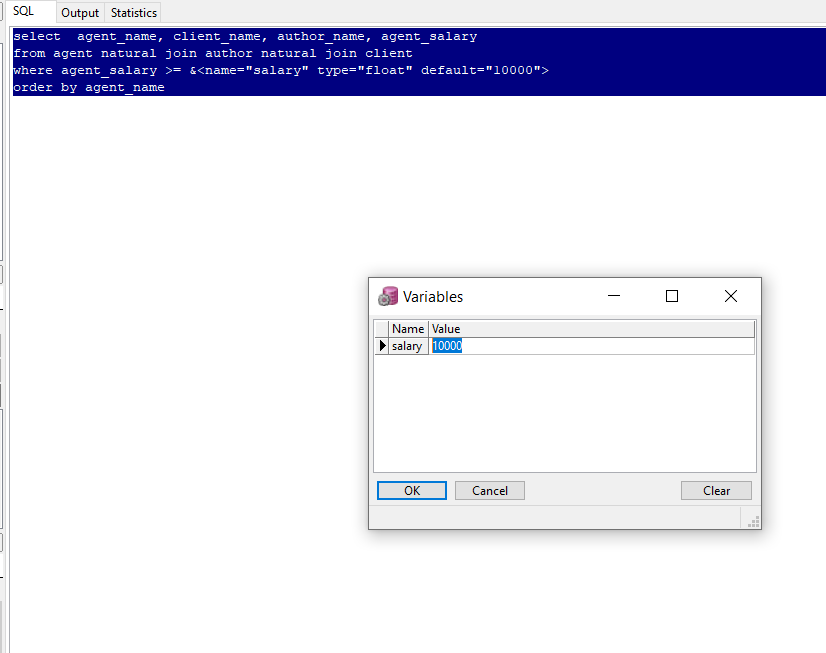 SQL Output Statistics
select  agent_name, client_name, author_name, agent_salary
from agent natural join author natural join client
where agent_salary >= &<name="salary" type="float" default="10000">
order by agent_name
Variables
Name Value
salary 10000
OK Cancel Clear